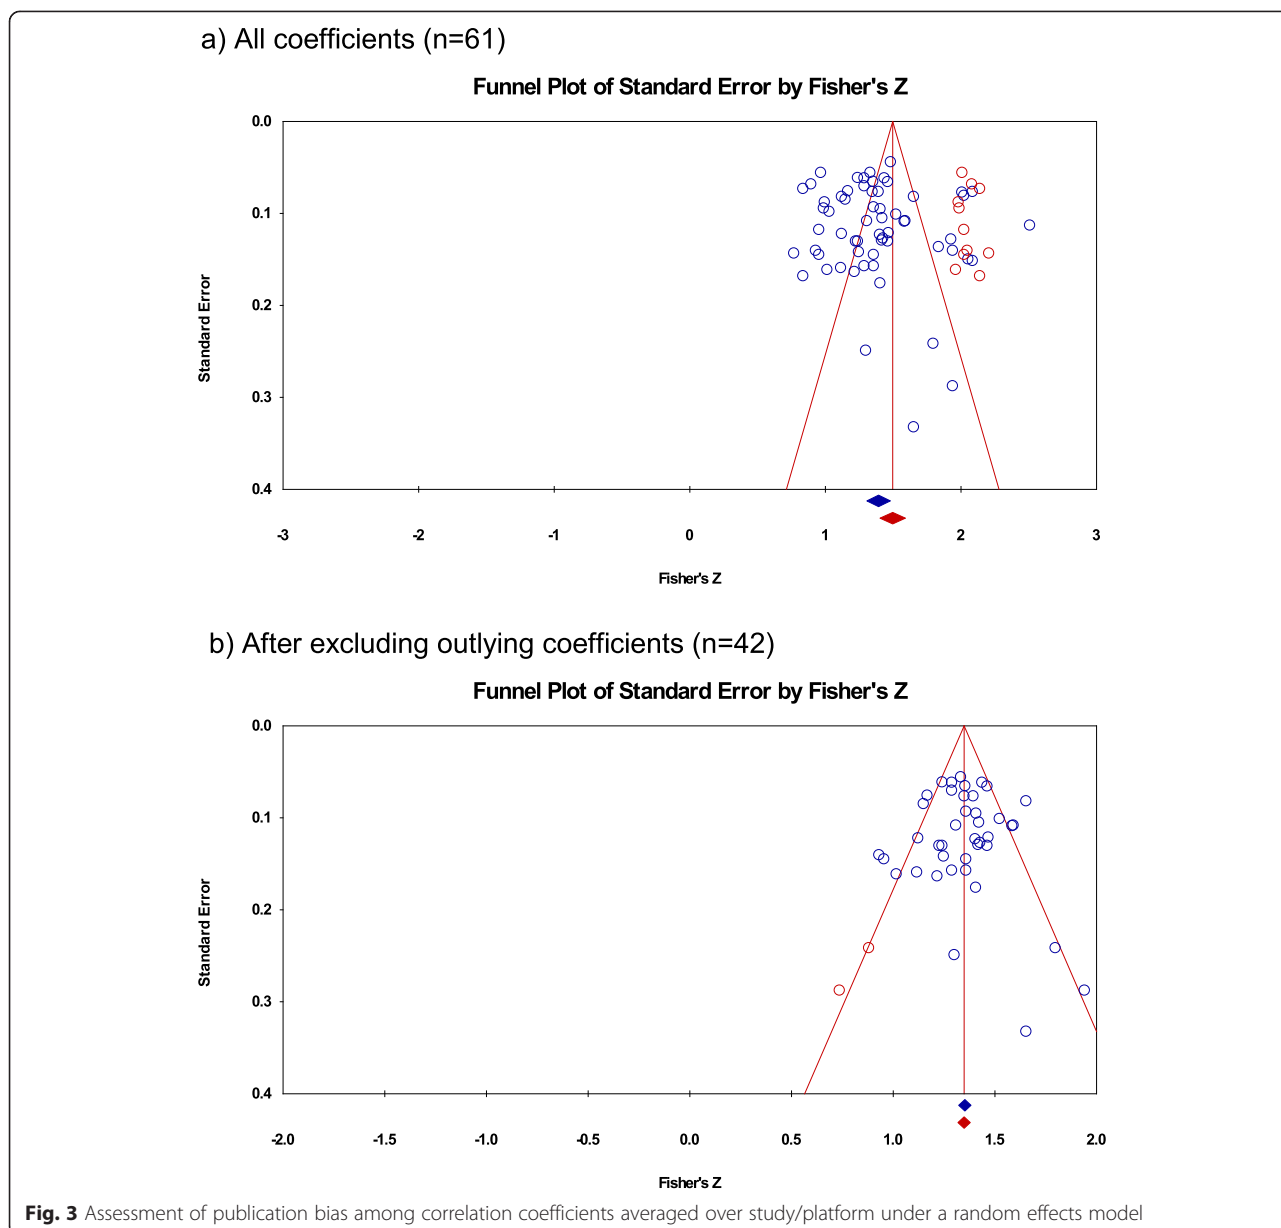 a) All coefficients (n=61)
Funnel Plot of Standard Error by Fisher's Z
0.0
0.1
0.2
0.3
0.4
Standard Error
-3 -2 -1 0 1 2 3
Fisher's Z
b) After excluding outlying coefficients (n=42)
Funnel Plot of Standard Error by Fisher's Z
0.0
0.1
0.2
0.3
0.4
Standard Error
-2.0 -1.5 -1.0 -0.5 0.0 0.5 1.0 1.5 2.0
Fisher's Z
Fig. 3 Assessment of publication bias among correlation coefficients averaged over study/platform under a random effects model